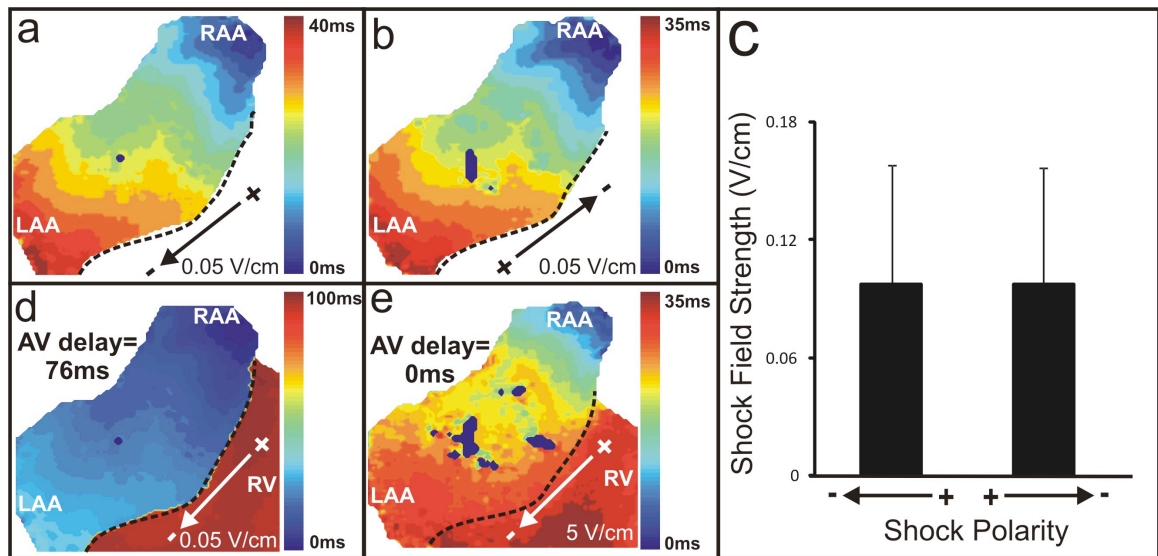 a
RAA
40ms
LAA
+
-
0.05 V/cm
0ms
b
RAA
35ms
LAA
-
+
0.05 V/cm
0ms
c
Shock Field Strength (V/cm)
0.18
0.12
0.06
0
- + + -
Shock Polarity
d
RAA
100ms
AV delay=
76ms
LAA
+
RV
-
0.05 V/cm
0ms
e
RAA
35ms
AV delay=
0ms
LAA
+
RV
-
5 V/cm
0ms